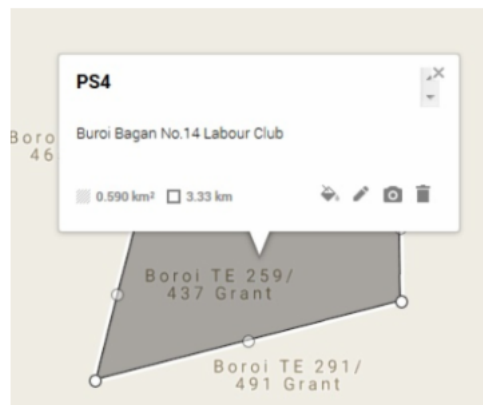 PS4
Boroi
46
Buroi Bagan No.14 Labour Club
0.590 km² 3.33 km
Boroi TE 259/
437 Grant
Boroi TE 291/
491 Grant